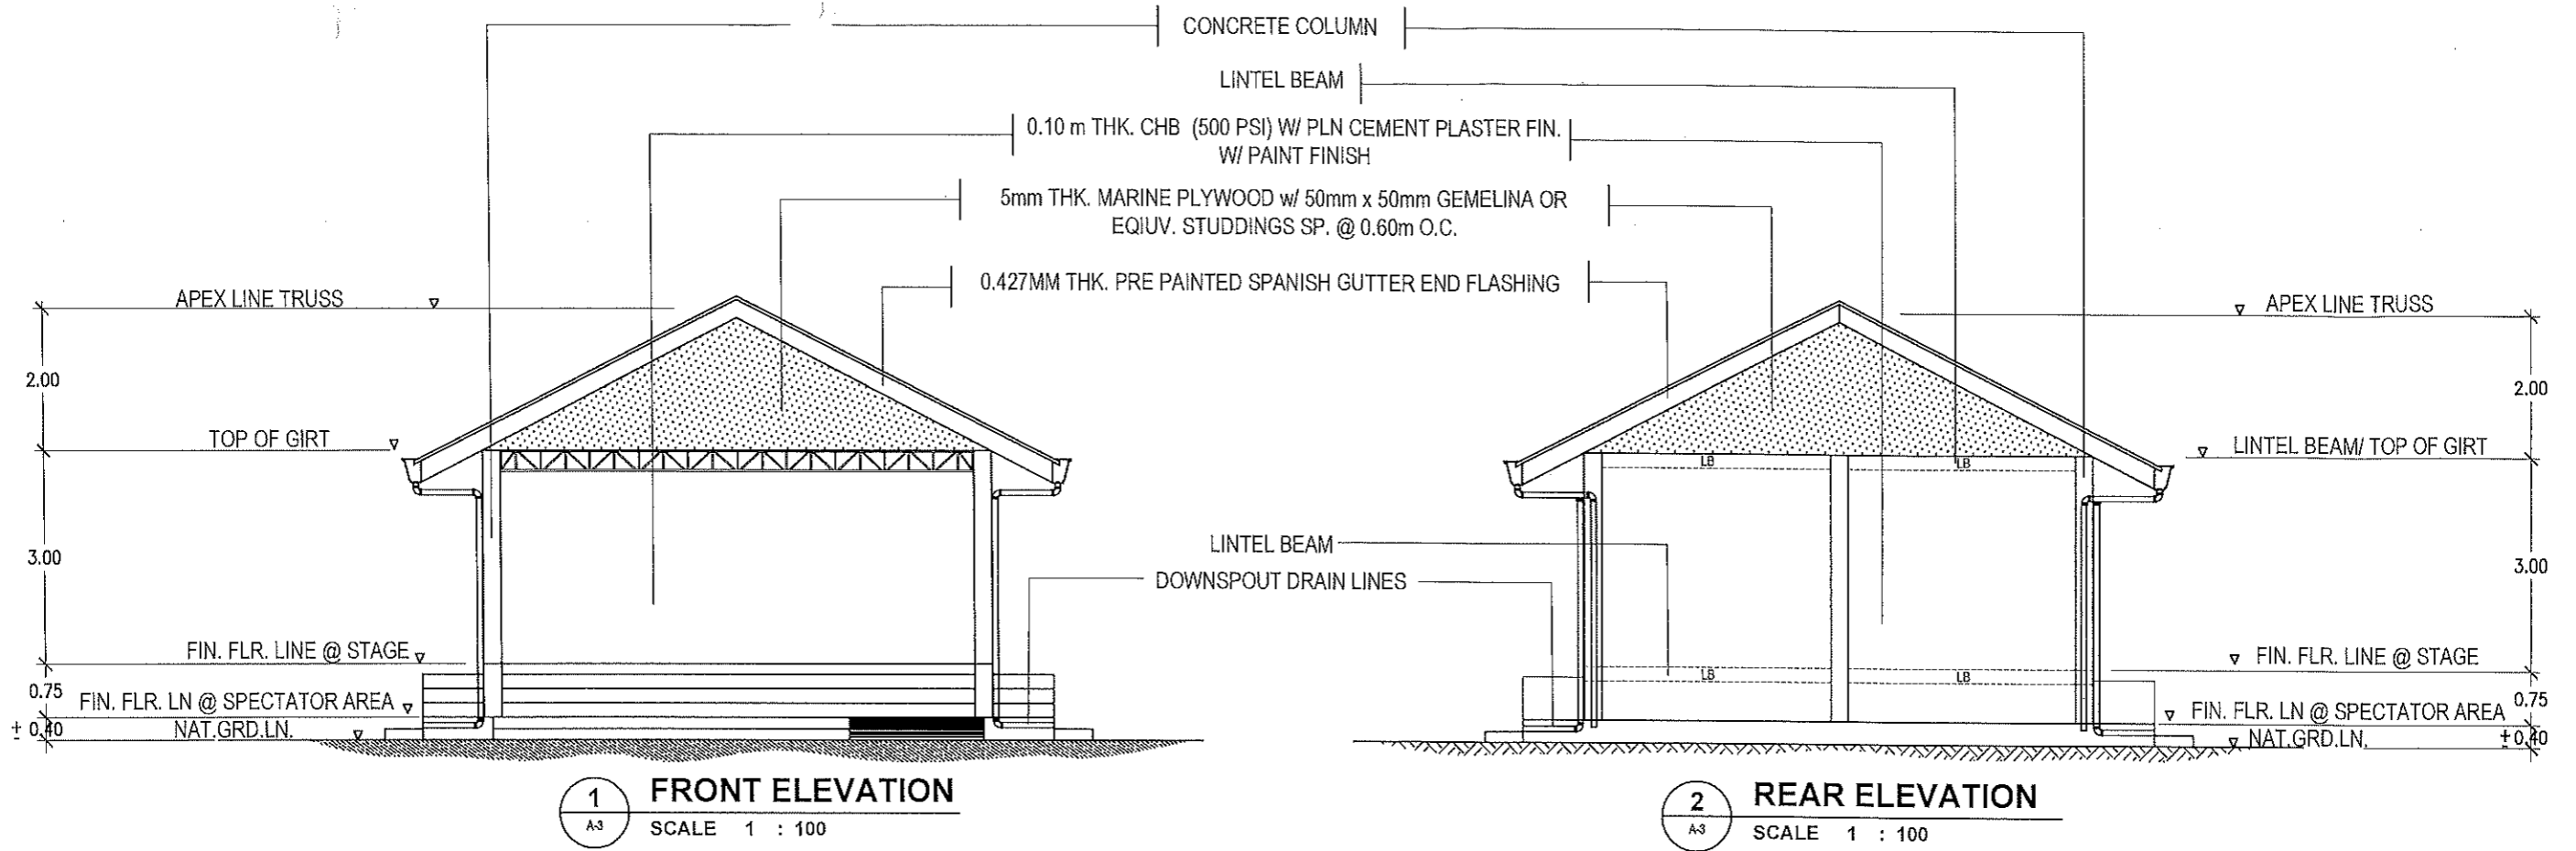 CONCRETE COLUMN
LINTEL BEAM
0.10 m THK. CHB (500 PSI) W/ PLN CEMENT PLASTER FIN.
W/ PAINT FINISH
5mm THK. MARINE PLYWOOD w/ 50mm x 50mm GEMELINA OR
EQIUV. STUDDINGS SP. @ 0.60m O.C.
0.427MM THK. PRE PAINTED SPANISH GUTTER END FLASHING
APEX LINE TRUSS
2.00
TOP OF GIRT
3.00
FIN. FLR. LINE @ STAGE
0.75
FIN. FLR. LN @ SPECTATOR AREA
± 0.40
NAT.GRD.LN.
LINTEL BEAM
DOWNSPOUT DRAIN LINES
APEX LINE TRUSS
2.00
LINTEL BEAM/ TOP OF GIRT
LB
LB
3.00
FIN. FLR. LINE @ STAGE
LB
LB
0.75
FIN. FLR. LN @ SPECTATOR AREA
NAT.GRD.LN.
± 0.40
1
A-3
FRONT ELEVATION
SCALE 1 : 100
2
A-3
REAR ELEVATION
SCALE 1 : 100